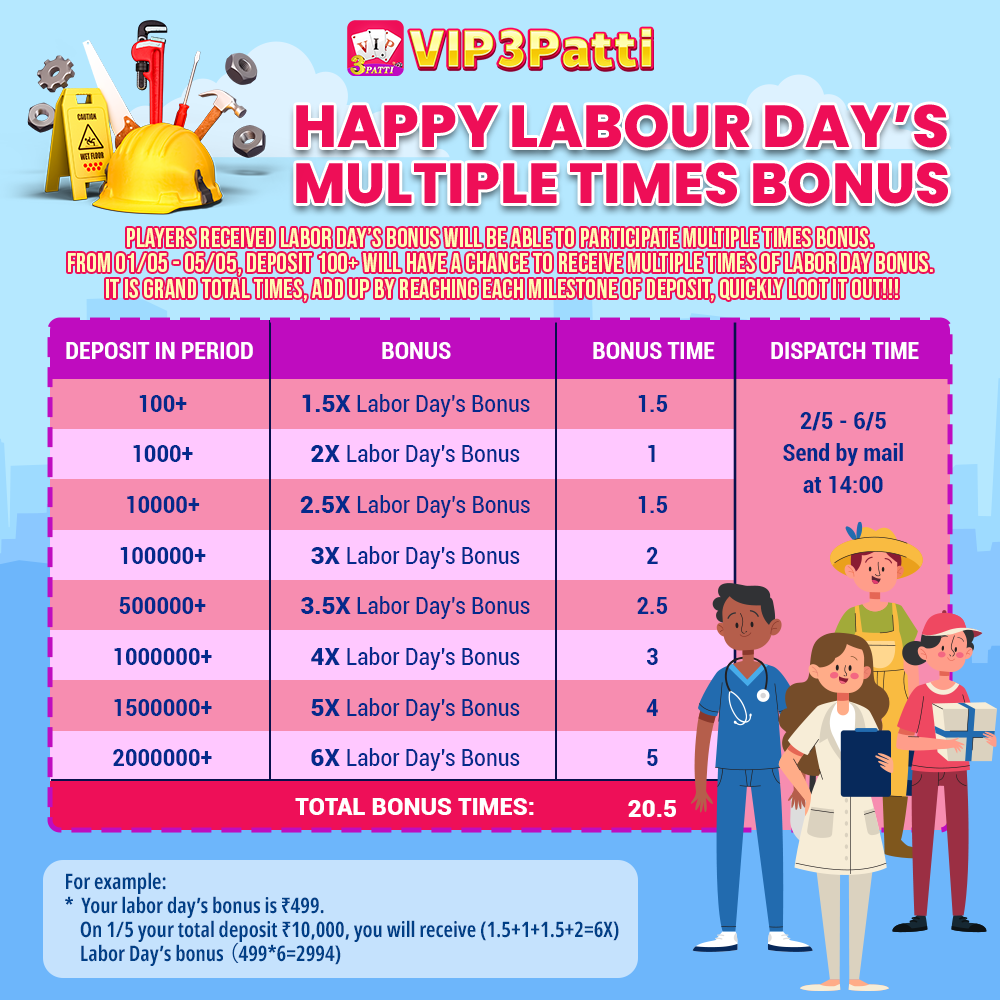 VIP
3PATTI
VIP3Patti
CAUTION
WET FLOOR
HAPPY LABOUR DAY'S
MULTIPLE TIMES BONUS
PLAYERS RECEIVED LABOR DAY'S BONUS WILL BE ABLE TO PARTICIPATE MULTIPLE TIMES BONUS.
FROM 01/05 - 05/05, DEPOSIT 100+ WILL HAVE A CHANCE TO RECEIVE MULTIPLE TIMES OF LABOR DAY BONUS.
IT IS GRAND TOTAL TIMES, ADD UP BY REACHING EACH MILESTONE OF DEPOSIT, QUICKLY LOOT IT OUT!!!
DEPOSIT IN PERIOD BONUS BONUS TIME DISPATCH TIME
100+ 1.5X Labor Day's Bonus 1.5
1000+ 2X Labor Day's Bonus 1
10000+ 2.5X Labor Day's Bonus 1.5
100000+ 3X Labor Day's Bonus 2
500000+ 3.5X Labor Day's Bonus 2.5
1000000+ 4X Labor Day's Bonus 3
1500000+ 5X Labor Day's Bonus 4
2000000+ 6X Labor Day's Bonus 5
2/5 - 6/5
Send by mail
at 14:00
TOTAL BONUS TIMES: 20.5
For example:
* Your labor day's bonus is ₹499.
On 1/5 your total deposit ₹10,000, you will receive (1.5+1+1.5+2=6X)
Labor Day's bonus (499*6=2994)